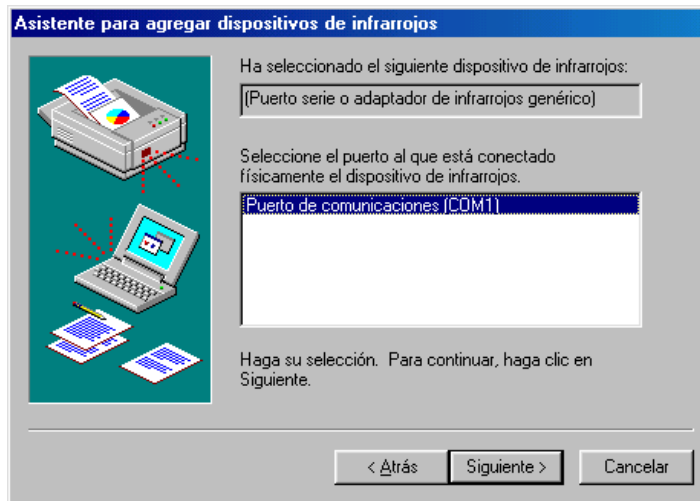 Asistente para agregar dispositivos de infrarrojos
Ha seleccionado el siguiente dispositivo de infrarrojos:
(Puerto serie o adaptador de infrarrojos genérico)
Seleccione el puerto al que está conectado
físicamente el dispositivo de infrarrojos.
Puerto de comunicaciones (COM1)
Haga su selección.  Para continuar, haga clic en
Siguiente.
< Atrás   Siguiente >   Cancelar